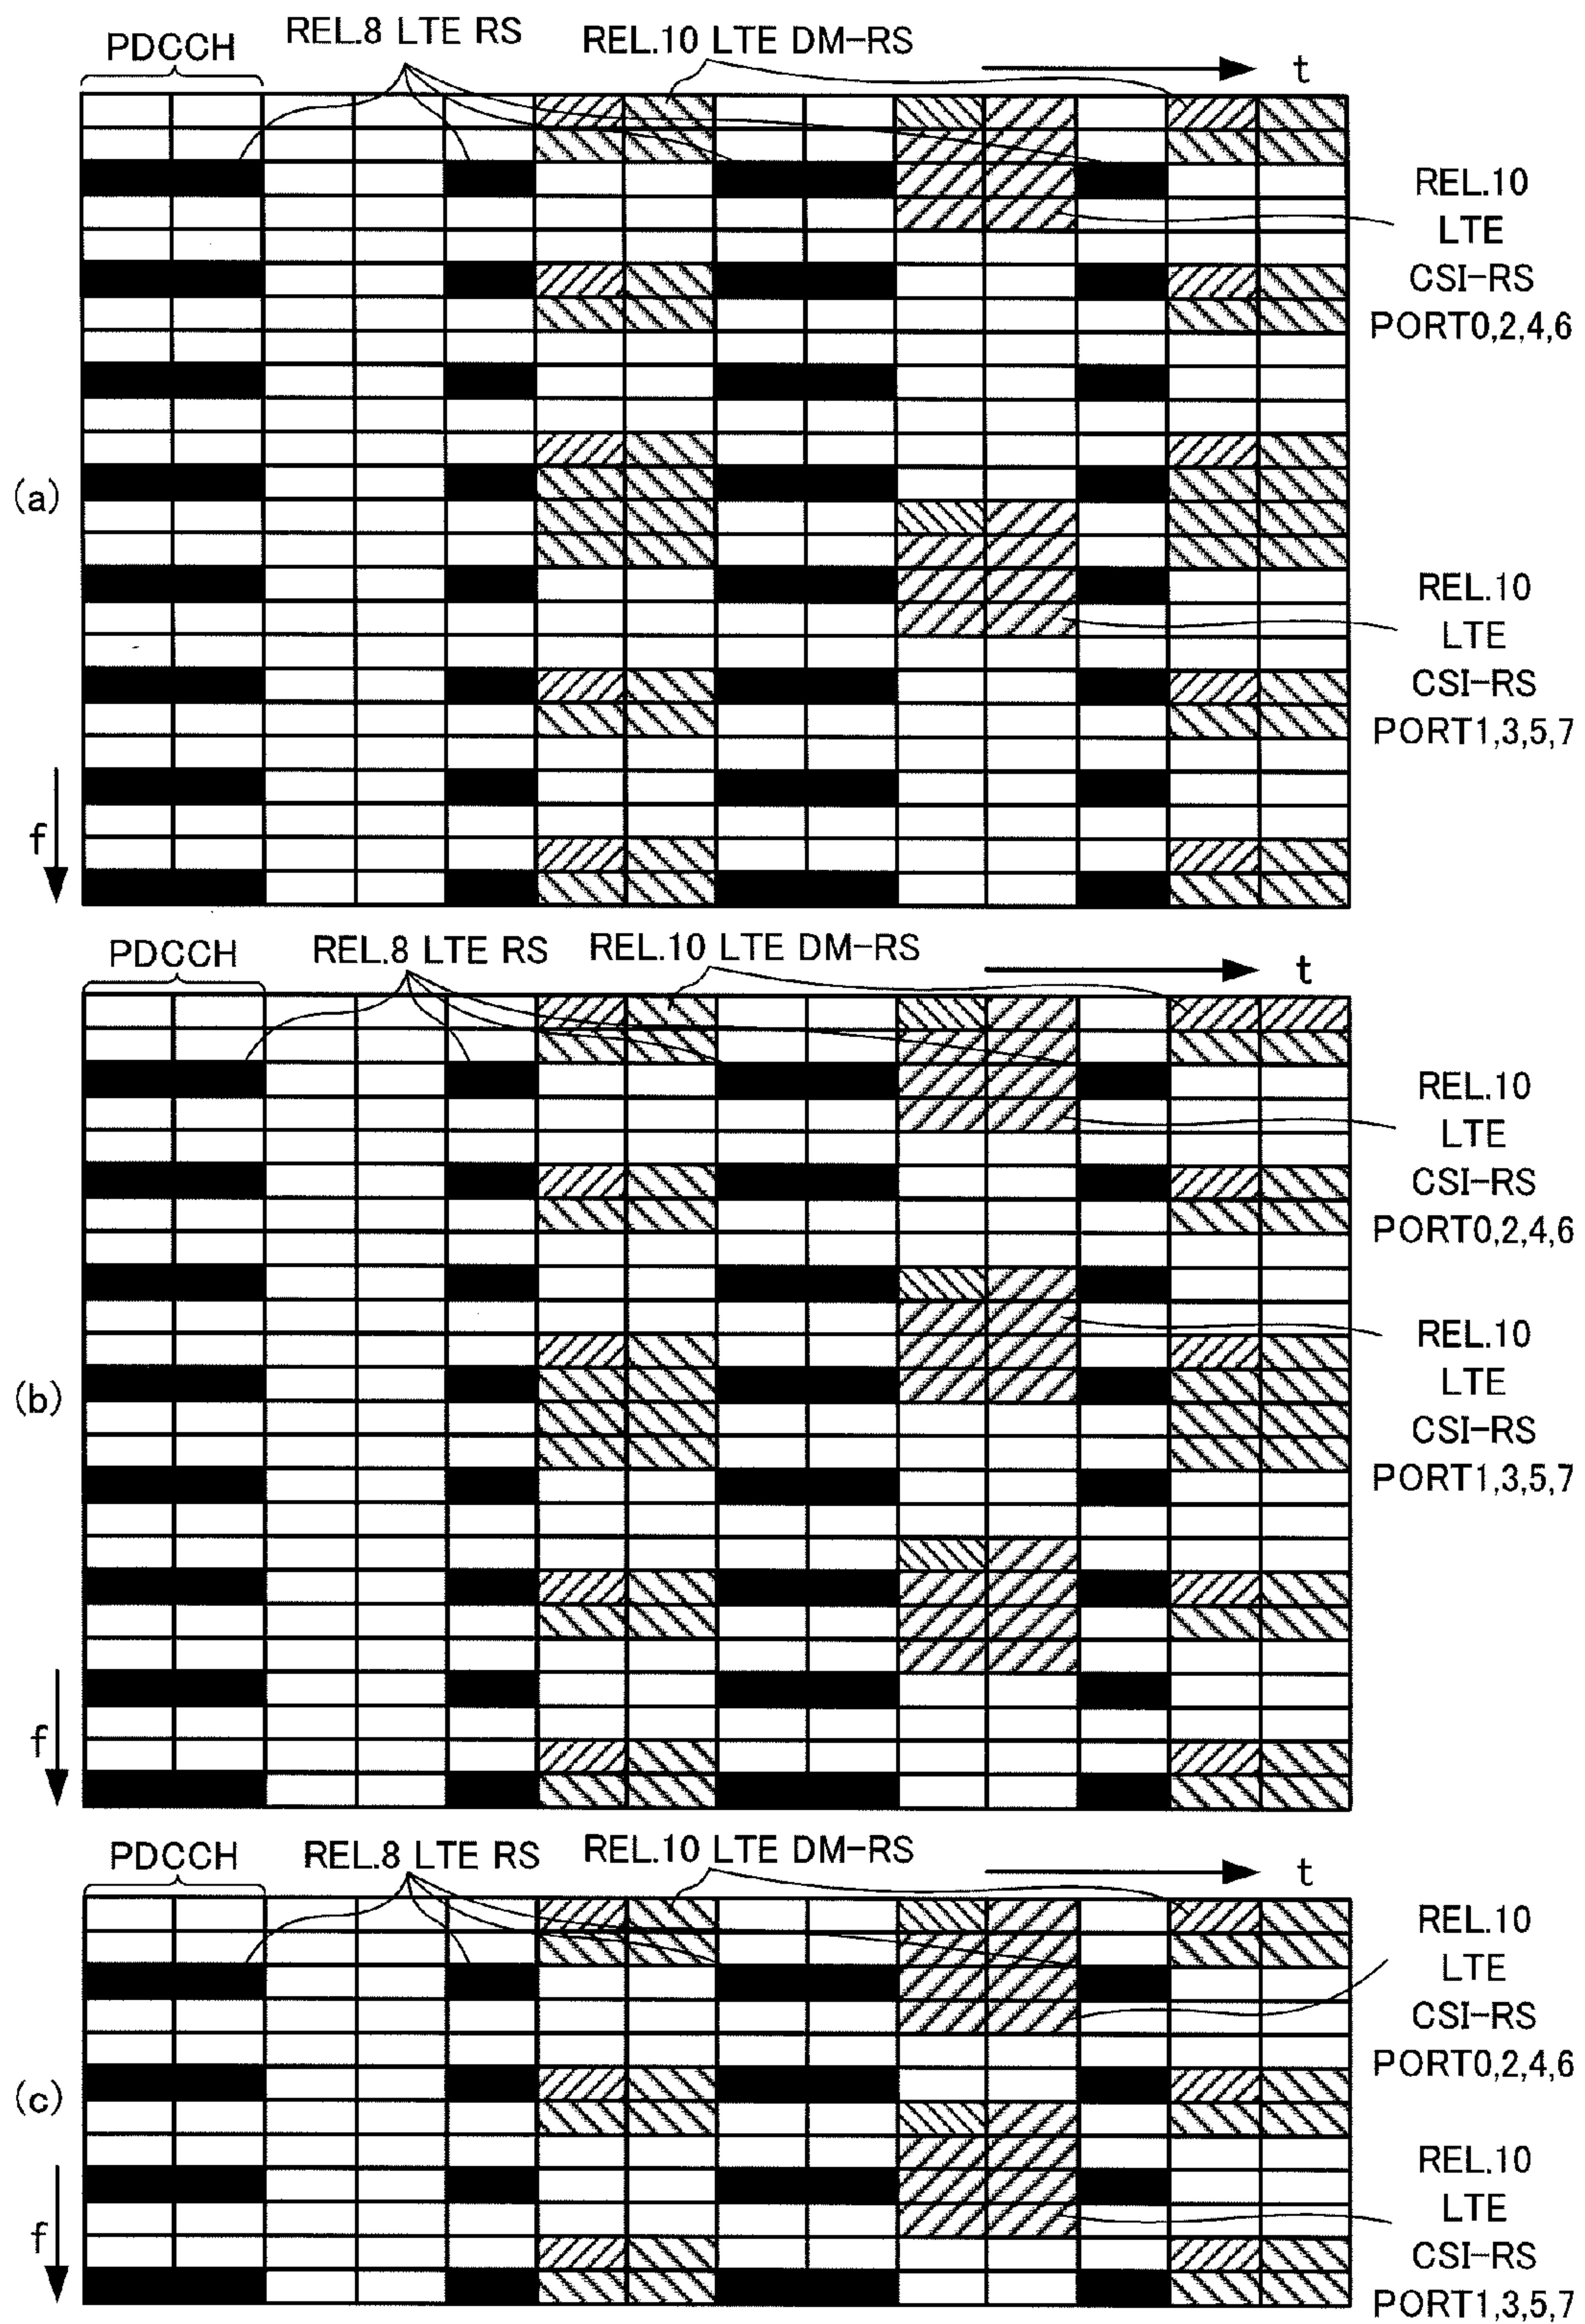 PDCCH
REL.8 LTE RS
REL.10 LTE DM-RS
t
REL.10
LTE
CSI-RS
PORT0,2,4,6
(a)
REL.10
LTE
CSI-RS
PORT1,3,5,7
f
PDCCH
REL.8 LTE RS
REL.10 LTE DM-RS
t
REL.10
LTE
CSI-RS
PORT0,2,4,6
REL.10
LTE
CSI-RS
PORT1,3,5,7
(b)
f
PDCCH
REL.8 LTE RS
REL.10 LTE DM-RS
t
REL.10
LTE
CSI-RS
PORT0,2,4,6
(c)
REL.10
LTE
CSI-RS
PORT1,3,5,7
f